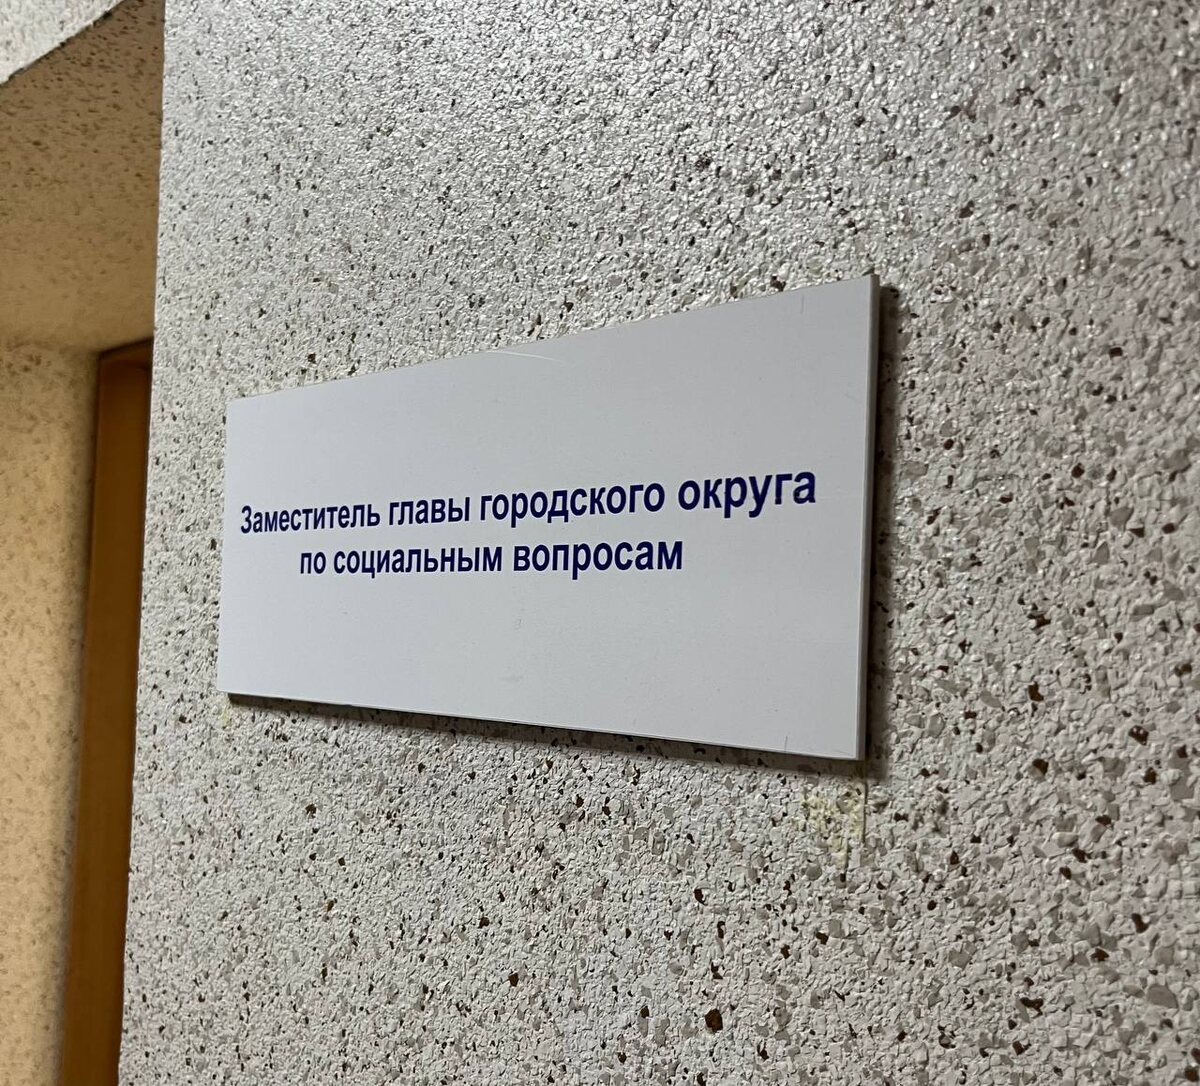 Заместитель главы городского округа
по социальным вопросам